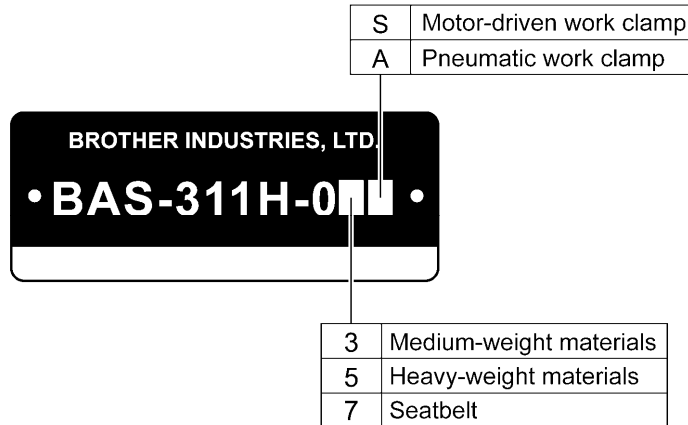 S Motor-driven work clamp
A Pneumatic work clamp
BROTHER INDUSTRIES, LTD.
BAS-311H-0
3 Medium-weight materials
5 Heavy-weight materials
7 Seatbelt